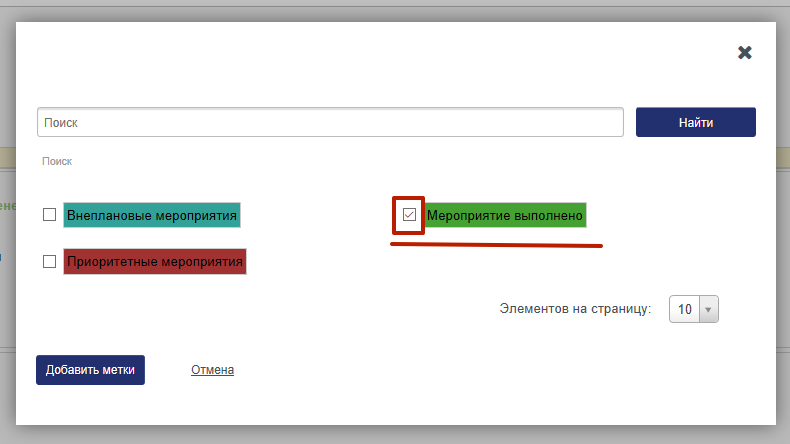 Поиск
Найти
Поиск
Внеплановые мероприятия
Мероприятие выполнено
Приоритетные мероприятия
Элементов на страницу:
10
Добавить метки
Отмена